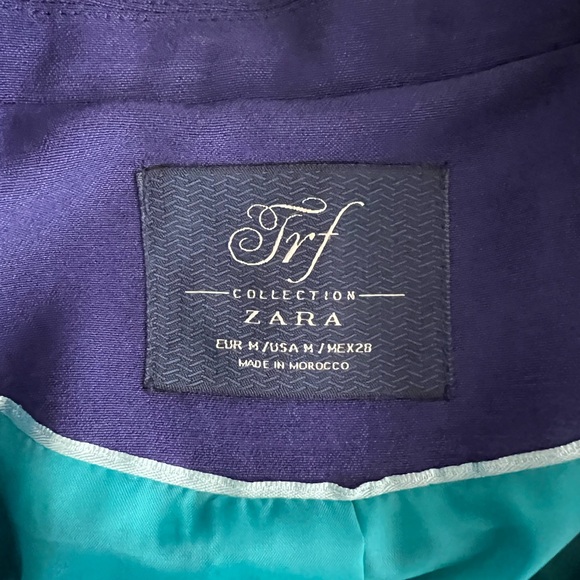 Trf
COLLECTION
ZARA
EUR M / USA M / MEX28
MADE IN MOROCCO